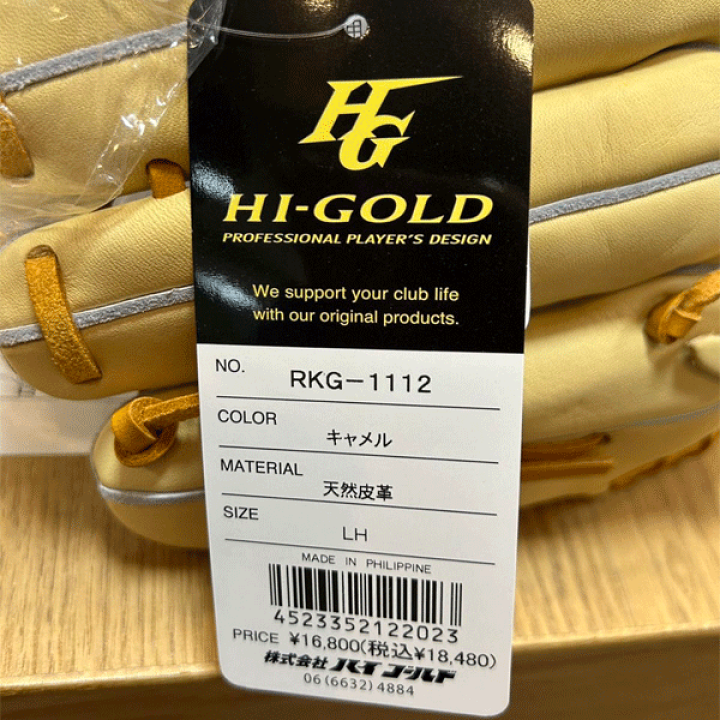 HG
HI-GOLD
PROFESSIONAL PLAYER'S DESIGN
We support your club life
with our original products.
NO. RKG-1112
COLOR キャメル
MATERIAL 天然皮革
SIZE LH
MADE IN PHILIPPINE
4523352122023
PRICE ¥16,800(税込¥18,480)
株式会社 ハイゴールド
06(6632)4884